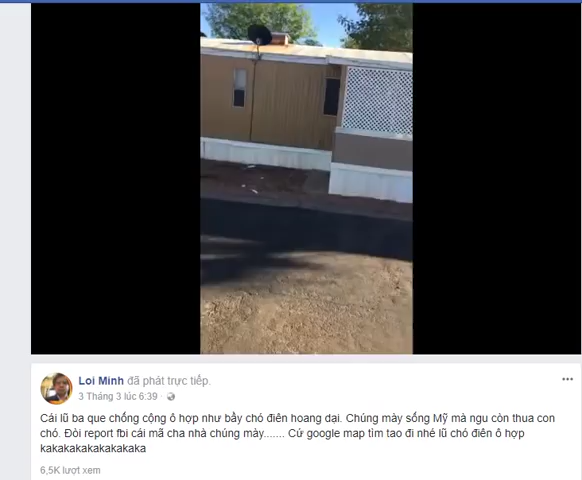 Loi Minh đã phát trực tiếp.
3 Tháng 3 lúc 6:39 ·
Cái lũ ba que chống cộng ô hợp như bầy chó điên hoang dại. Chúng mày sống Mỹ mà ngu còn thua con
chó. Đòi report fbi cái mã cha nhà chúng mày....... Cứ google map tìm tao đi nhé lũ chó điên ô hợp
kakakakakakakakaka
6,5K lượt xem